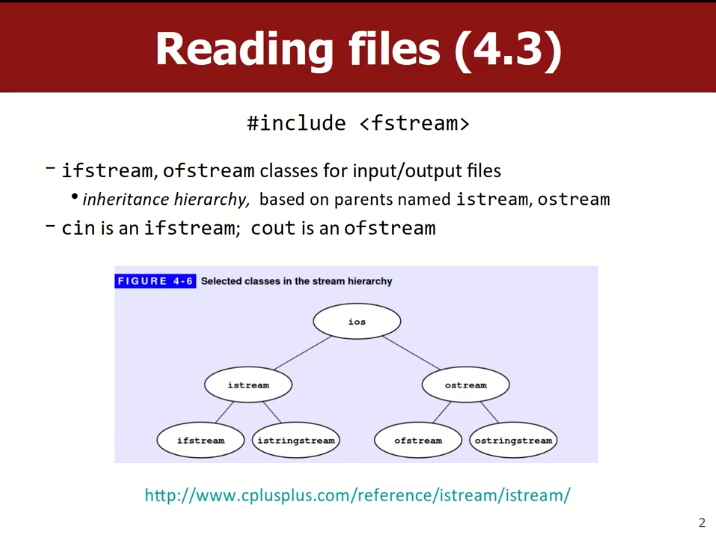 Reading files (4.3)
#include <fstream>
– ifstream, ofstream classes for input/output files
• inheritance hierarchy, based on parents named istream, ostream
– cin is an ifstream; cout is an ofstream
FIGURE 4-6 Selected classes in the stream hierarchy
ios
istream ostream
ifstream istringstream ofstream ostringstream
http://www.cplusplus.com/reference/istream/istream/
2